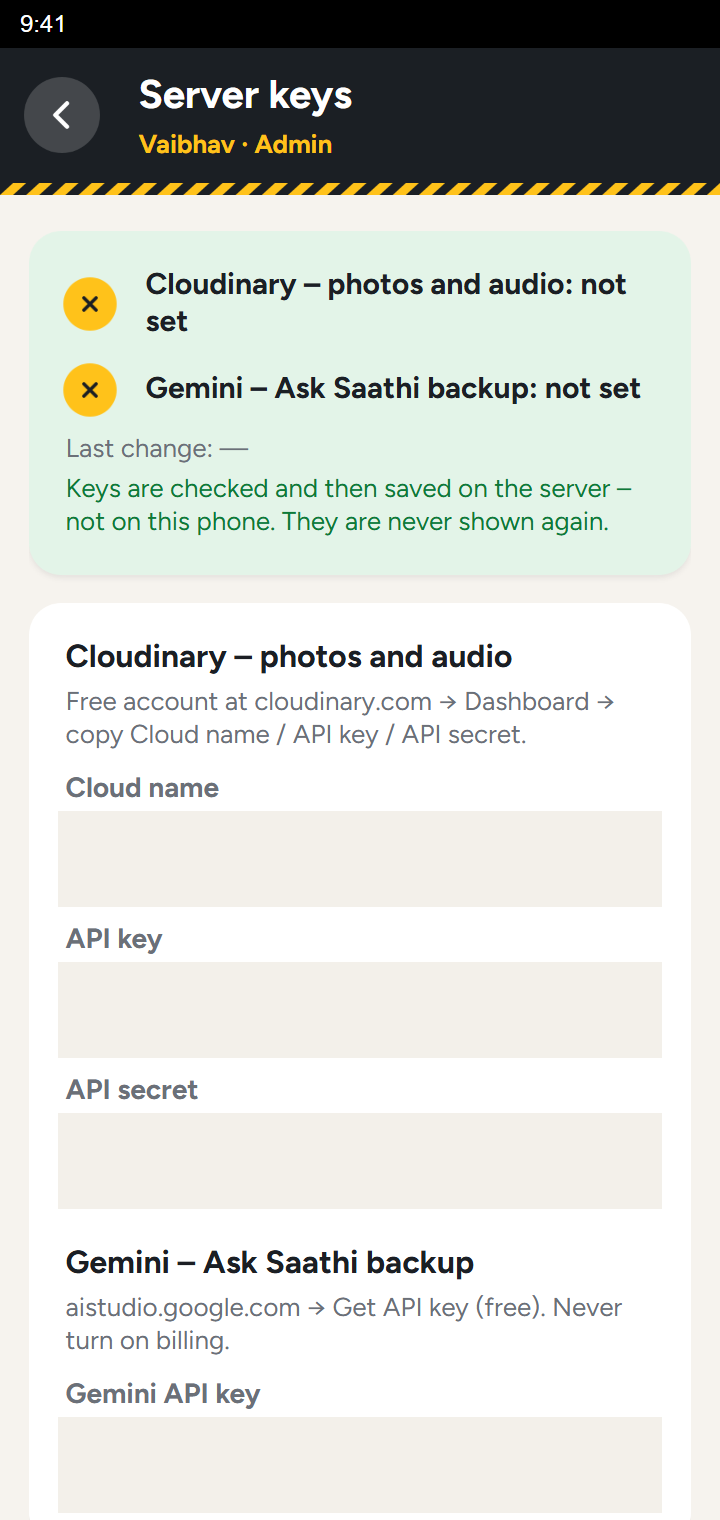 9:41
Server keys
Vaibhav · Admin
Cloudinary – photos and audio: not
set
Gemini – Ask Saathi backup: not set
Last change: —
Keys are checked and then saved on the server –
not on this phone. They are never shown again.
Cloudinary – photos and audio
Free account at cloudinary.com → Dashboard →
copy Cloud name / API key / API secret.
Cloud name
API key
API secret
Gemini – Ask Saathi backup
aistudio.google.com → Get API key (free). Never
turn on billing.
Gemini API key